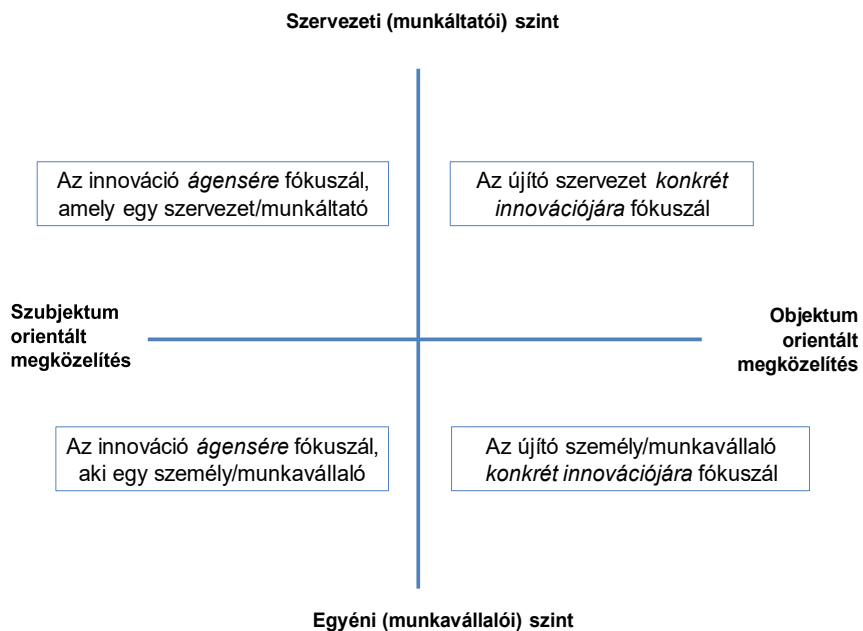 Szervezeti (munkáltatói) szint
Az innováció ágensére fókuszál,
amely egy szervezet/munkáltató
Az újító szervezet konkrét
innovációjára fókuszál
Szubjektum
orientált
megközelítés
Objektum
orientált
megközelítés
Az innováció ágensére fókuszál,
aki egy személy/munkavállaló
Az újító személy/munkavállaló
konkrét innovációjára fókuszál
Egyéni (munkavállalói) szint